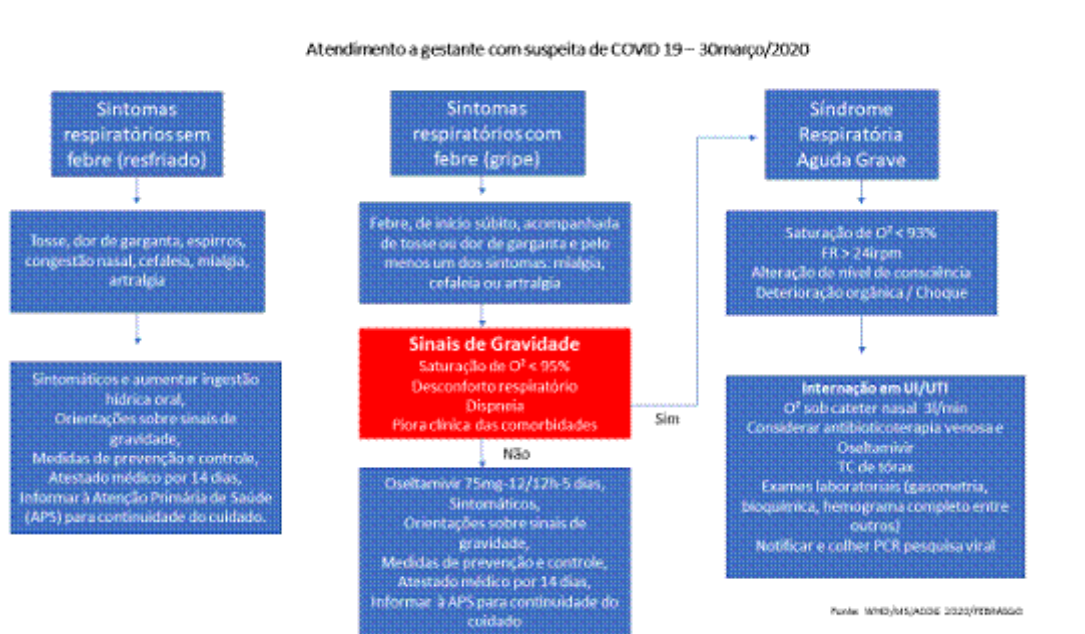 Atendimento a gestante com suspeita de COVID 19 – 30março/2020
Sintomas
respiratórios sem
febre (resfriado)
Tosse, dor de garganta, espirros,
congestão nasal, cefaleia, mialgia,
artralgia
Sintomáticos e aumentar ingestão
hídrica oral,
Orientações sobre sinais de
gravidade,
Medidas de prevenção e controle,
Atestado médico por 14 dias,
Informar à Atenção Primária de Saúde
(APS) para continuidade do cuidado.
Sintomas
respiratórios com
febre (gripe)
Febre, de início súbito, acompanhada
de tosse ou dor de garganta e pelo
menos um dos sintomas: mialgia,
cefaleia ou artralgia
Sinais de Gravidade
Saturação de O² < 95%
Desconforto respiratório
Dispneia
Piora clínica das comorbidades
Sim
Não
Oseltamivir 75mg-12/12h-5 dias,
Sintomáticos,
Orientações sobre sinais de
gravidade,
Medidas de prevenção e controle,
Atestado médico por 14 dias,
Informar à APS para continuidade do
cuidado
Síndrome
Respiratória
Aguda Grave
Saturação de O² < 93%
FR > 24irpm
Alteração de nível de consciência
Deterioração orgânica / Choque
Internação em UI/UTI
O² sob cateter nasal 3l/min
Considerar antibioticoterapia venosa e
Oseltamivir
TC de tórax
Exames laboratoriais (gasometria,
bioquímica, hemograma completo entre
outros)
Notificar e colher PCR pesquisa viral
Fonte: WHO/MS/ACOG 2020/FEBRASGO